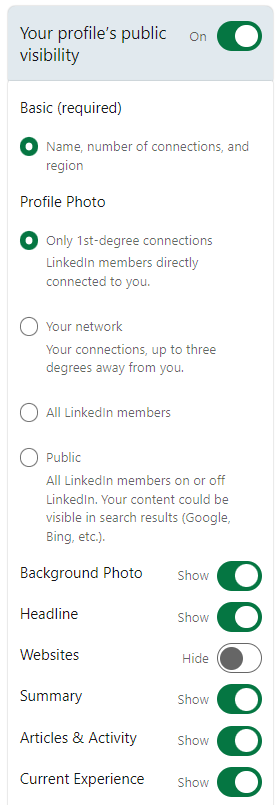 Your profile's public
visibility
On
Basic (required)
Name, number of connections, and
region
Profile Photo
Only 1st-degree connections
LinkedIn members directly
connected to you.
Your network
Your connections, up to three
degrees away from you.
All LinkedIn members
Public
All LinkedIn members on or off
LinkedIn. Your content could be
visible in search results (Google,
Bing, etc.).
Background Photo Show
Headline Show
Websites Hide
Summary Show
Articles & Activity Show
Current Experience Show